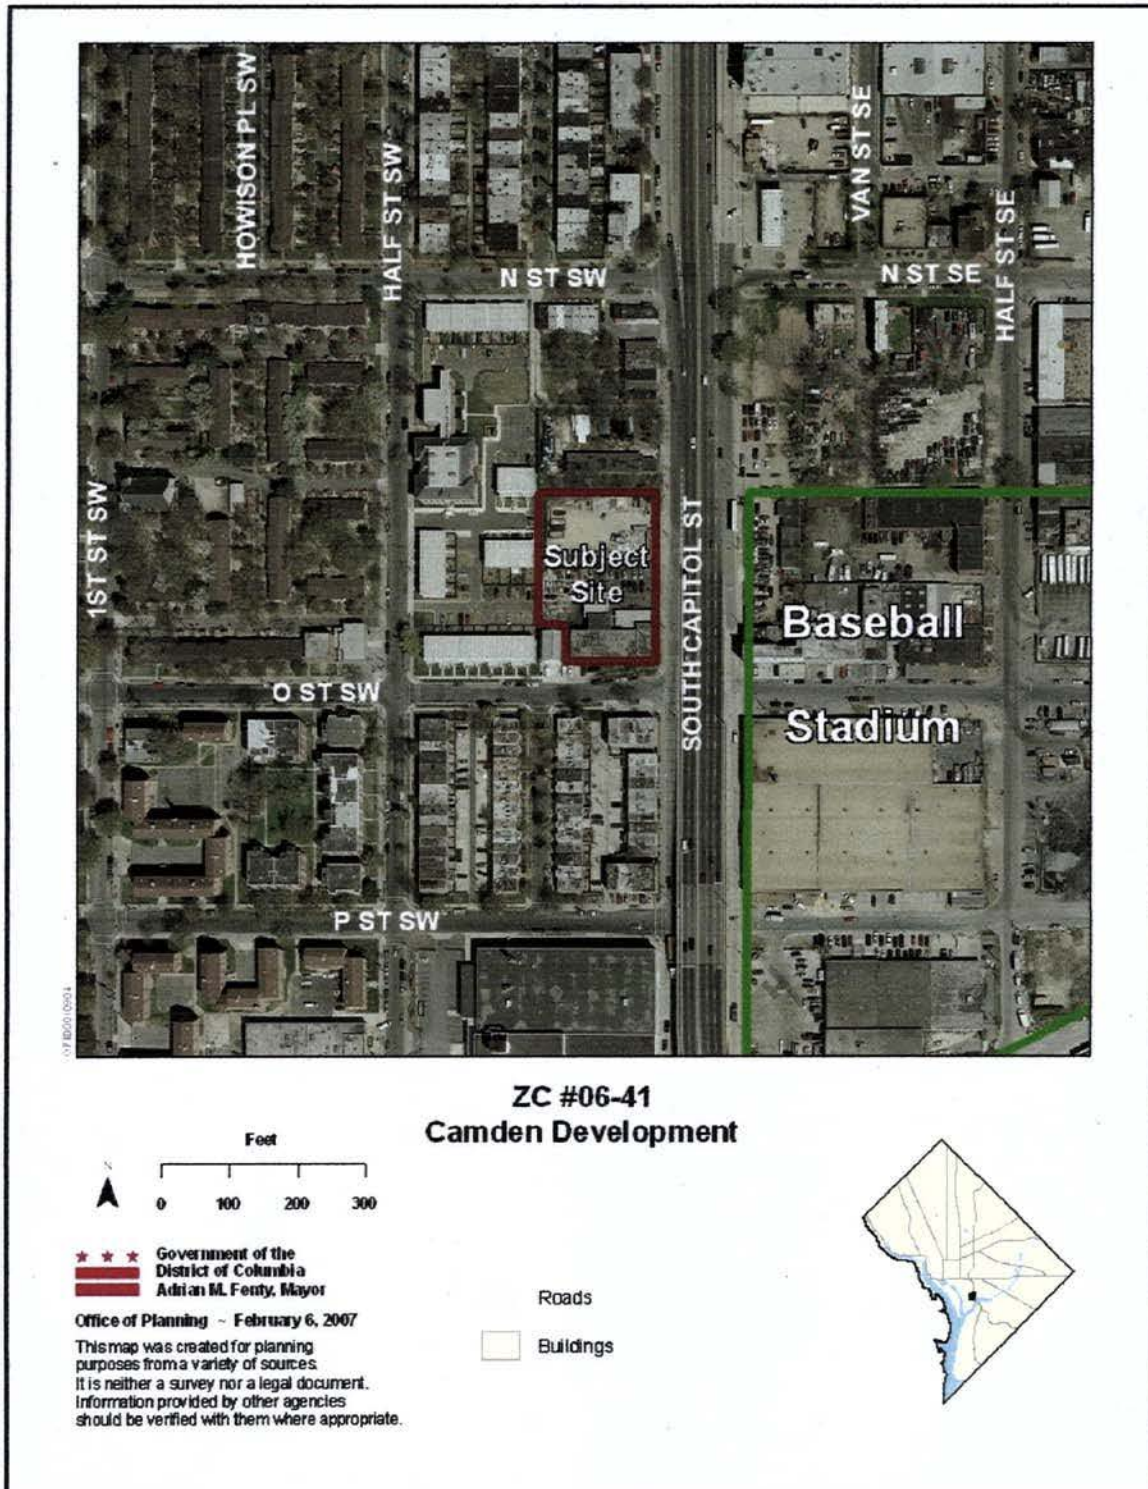 HOWISON PL SW
HALF ST SW
VAN ST SE
HALF ST SE
N ST SW
N ST SE
1ST ST SW
Subject
Site
SOUTH CAPITOL ST
Baseball
Stadium
O ST SW
P ST SW
ZC #06-41
Camden Development
Feet
N
0 100 200 300
Government of the
District of Columbia
Adrian M. Fenty, Mayor
Office of Planning ~ February 6, 2007
This map was created for planning
purposes from a variety of sources.
It is neither a survey nor a legal document.
Information provided by other agencies
should be verified with them where appropriate.
Roads
Buildings